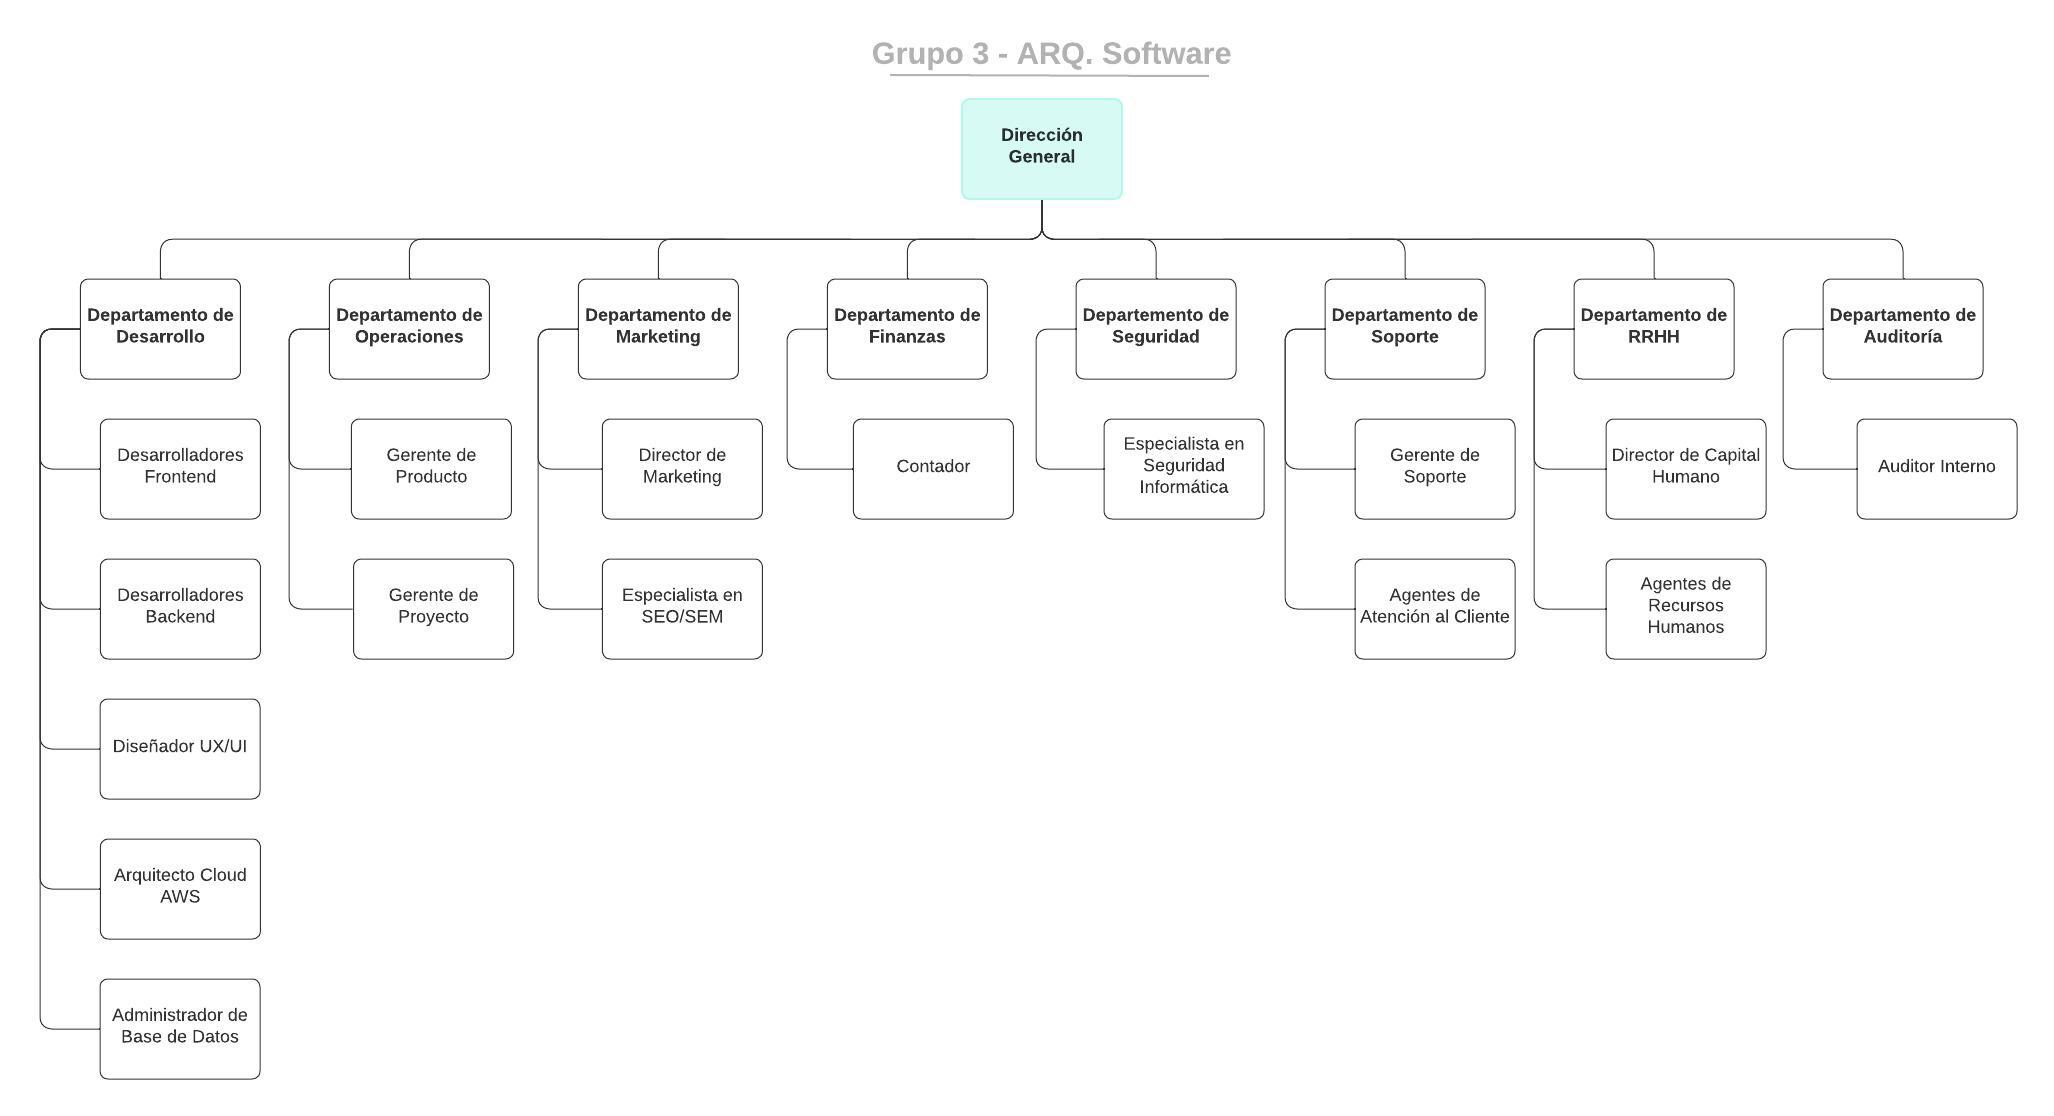 Grupo 3 - ARQ. Software
Dirección
General
Departamento de
Desarrollo
Departamento de
Operaciones
Departamento de
Marketing
Departamento de
Finanzas
Departemento de
Seguridad
Departamento de
Soporte
Departamento de
RRHH
Departamento de
Auditoría
Desarrolladores
Frontend
Gerente de
Producto
Director de
Marketing
Contador
Especialista en
Seguridad
Informática
Gerente de
Soporte
Director de Capital
Humano
Auditor Interno
Desarrolladores
Backend
Gerente de
Proyecto
Especialista en
SEO/SEM
Agentes de
Atención al Cliente
Agentes de
Recursos
Humanos
Diseñador UX/UI
Arquitecto Cloud
AWS
Administrador de
Base de Datos